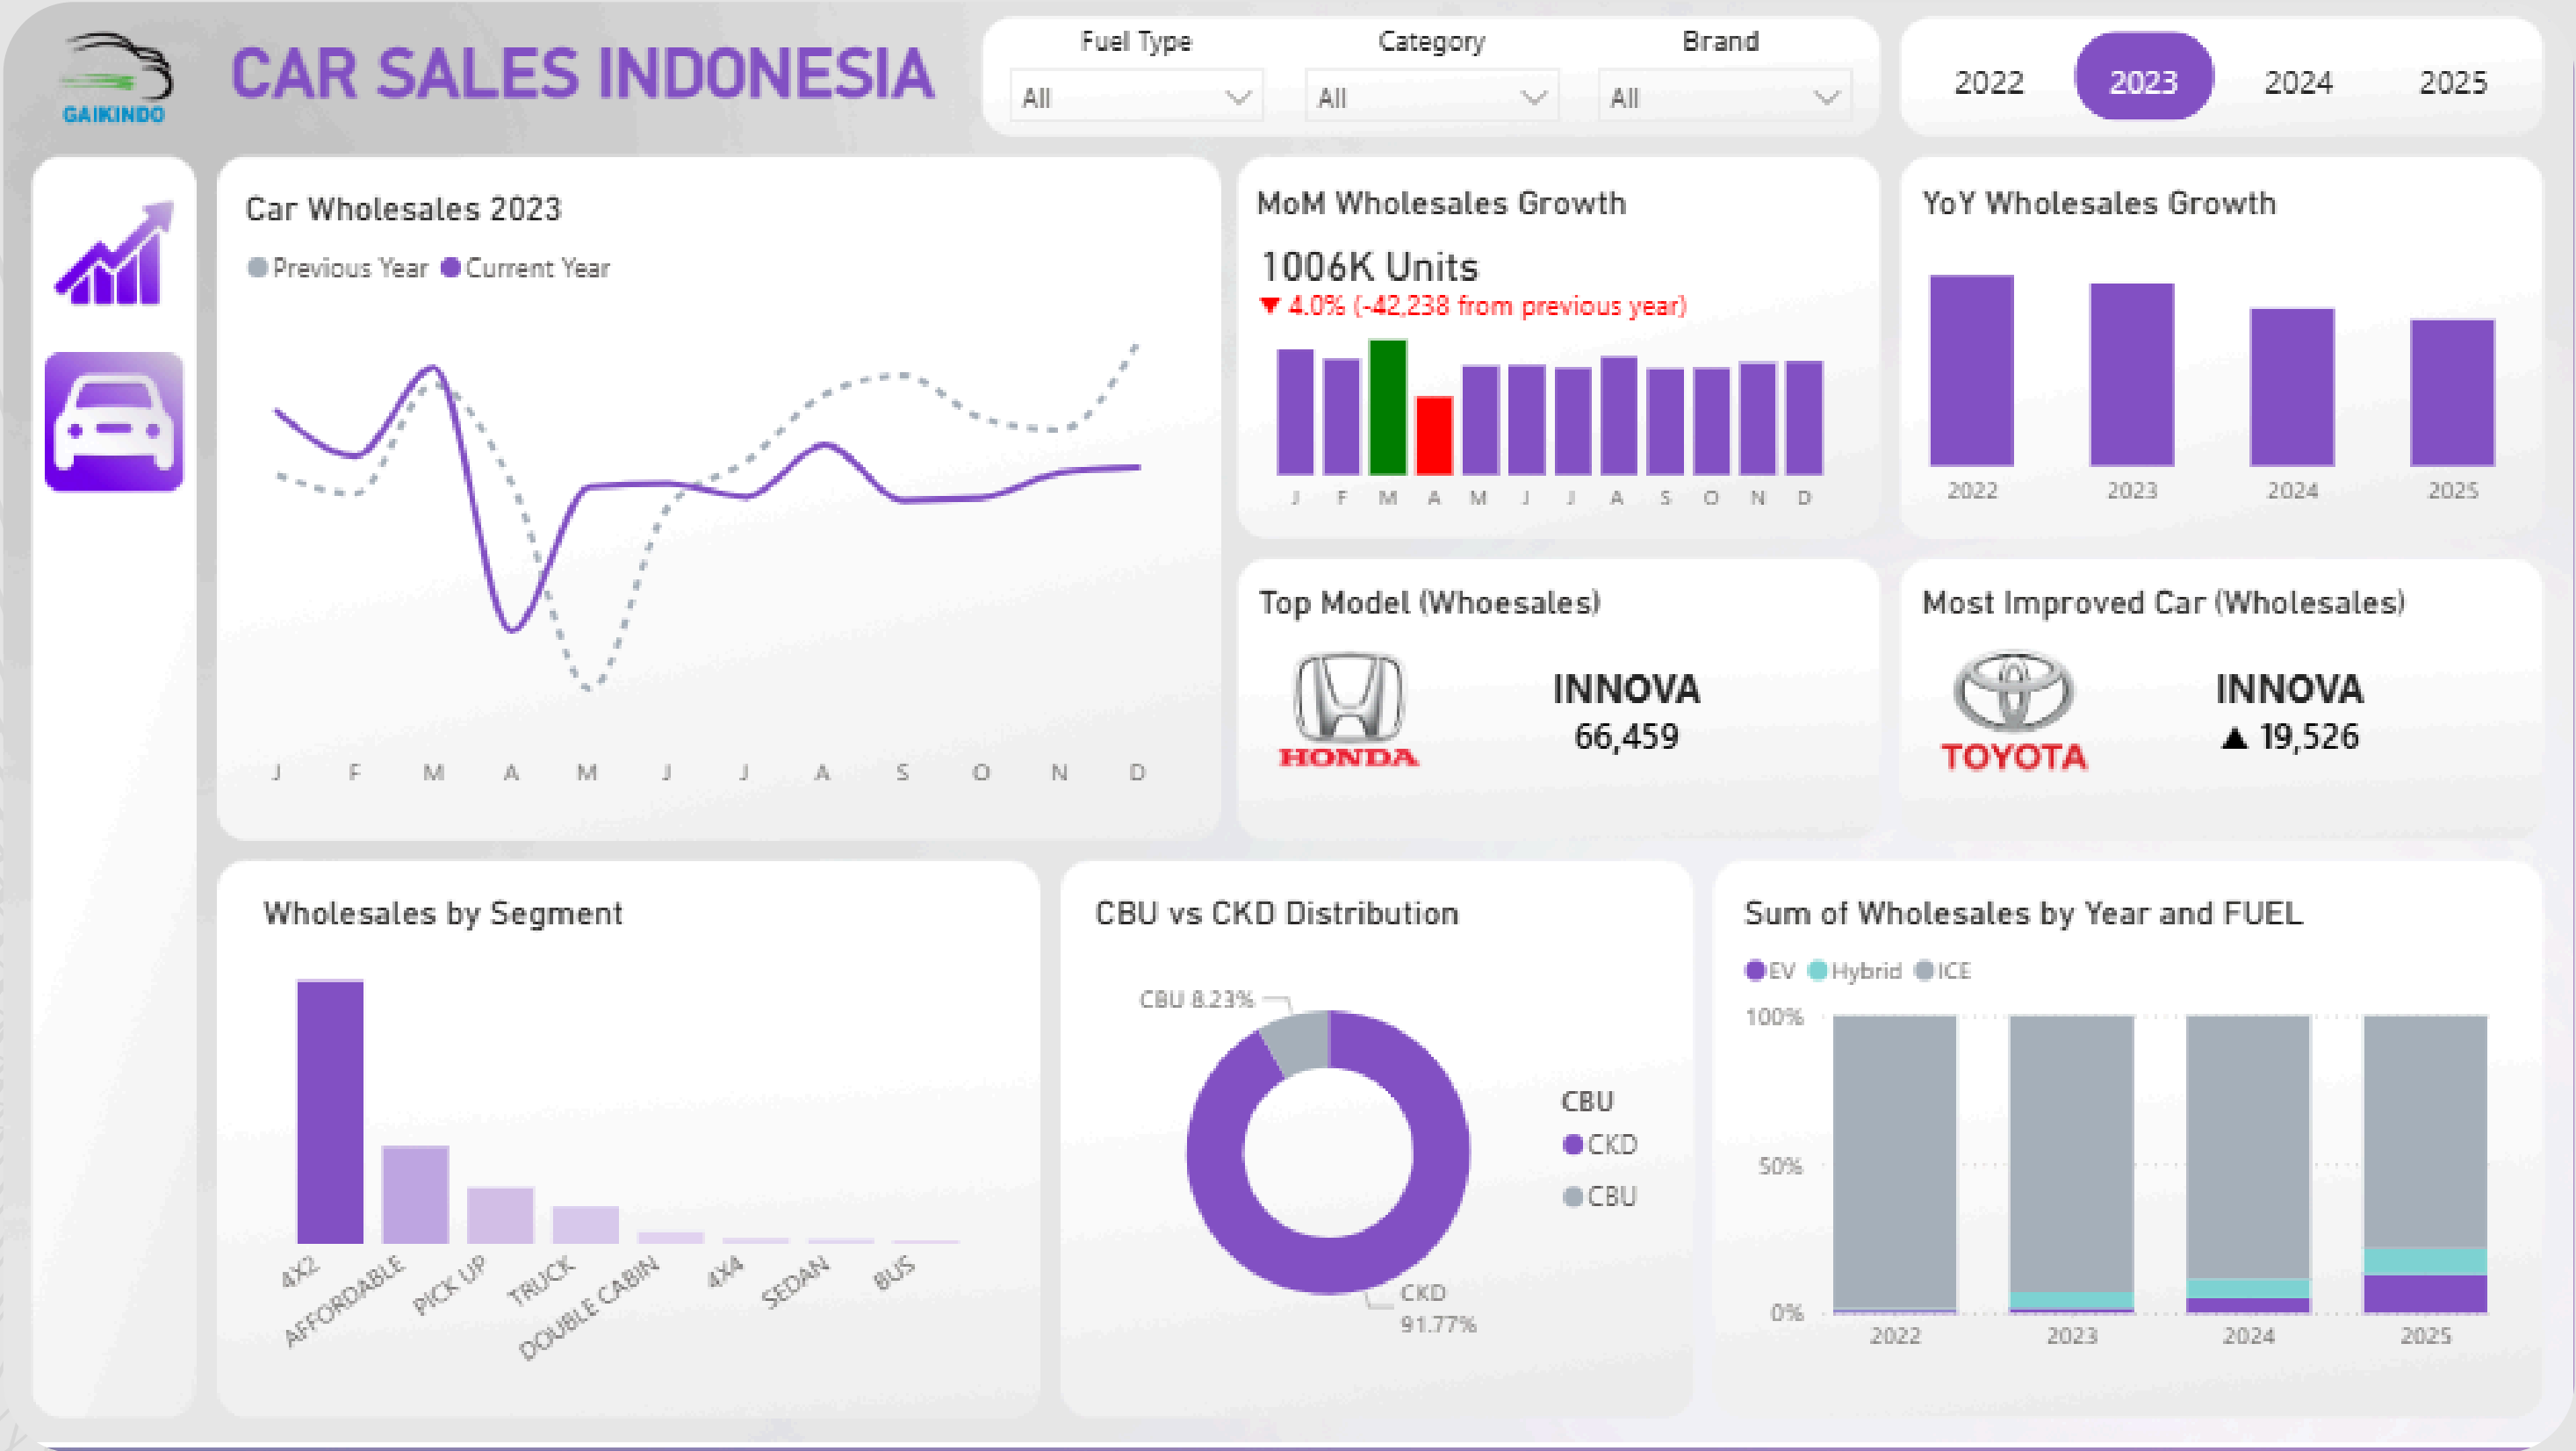 GAIKINDO
CAR SALES INDONESIA
Fuel Type
All
Category
All
Brand
All
2022
2023
2024
2025
Car Wholesales 2023
Previous Year
Current Year
J F M A M J J A S O N D
MoM Wholesales Growth
1006K Units
▼ 4.0% (-42,238 from previous year)
J F M A M J J A S O N D
YoY Wholesales Growth
2022 2023 2024 2025
Top Model (Whoesales)
HONDA
INNOVA
66,459
Most Improved Car (Wholesales)
TOYOTA
INNOVA
▲ 19,526
Wholesales by Segment
4X2
AFFORDABLE
PICK UP
TRUCK
DOUBLE CABIN
4X4
SEDAN
BUS
CBU vs CKD Distribution
CBU 8.23%
CKD
91.77%
CBU
CKD
CBU
Sum of Wholesales by Year and FUEL
EV Hybrid ICE
100%
50%
0%
2022 2023 2024 2025